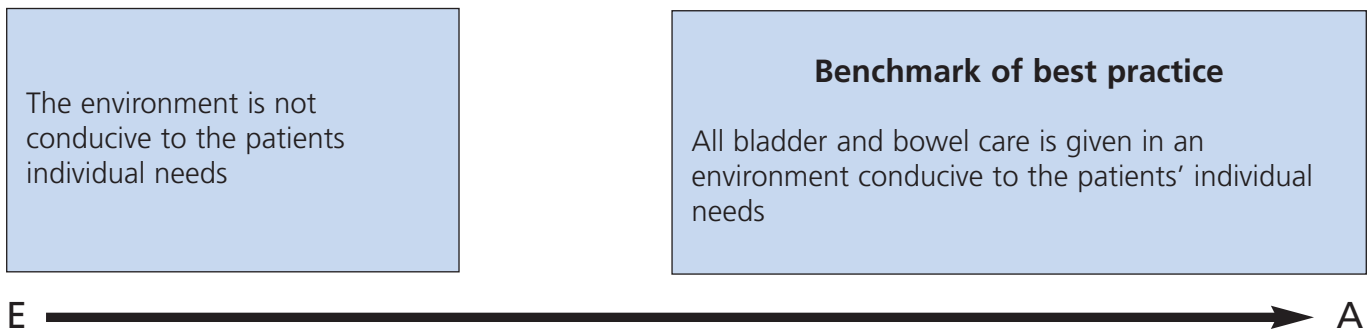 The environment is not
conducive to the patients
individual needs
Benchmark of best practice
All bladder and bowel care is given in an
environment conducive to the patients’ individual
needs
E A